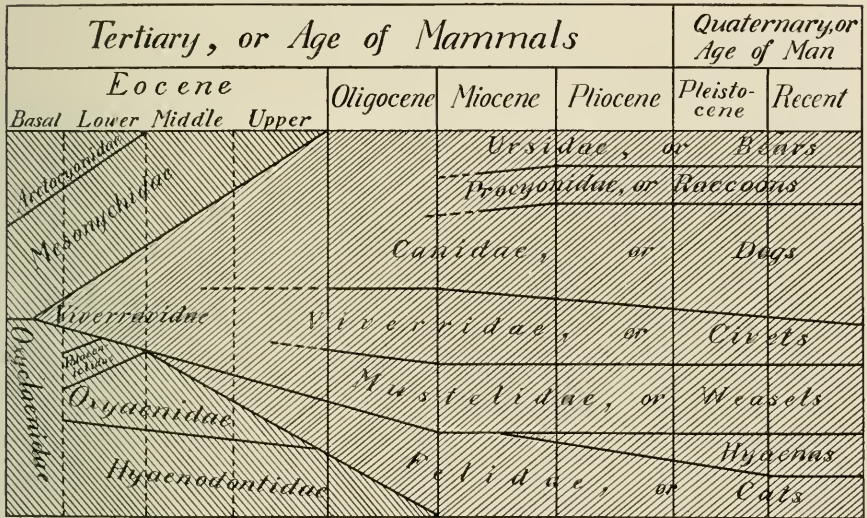 Tertiary, or Age of Mammals
Quaternary, or
Age of Man
Eocene
Basal Lower Middle Upper
Oligocene
Miocene
Pliocene
Pleisto-
cene
Recent
Arctocyonidae
Mesonychidae
Ursidae, or Bears
Procyonidae, or Raccoons
Canidae, or Dogs
Viverravidae
Viverridae, or Civets
Oxyclaenidae
Mustelidae, or Weasels
Oxyaenidae
Hyaenas
Hyaenodontidae
Felidae, or Cats